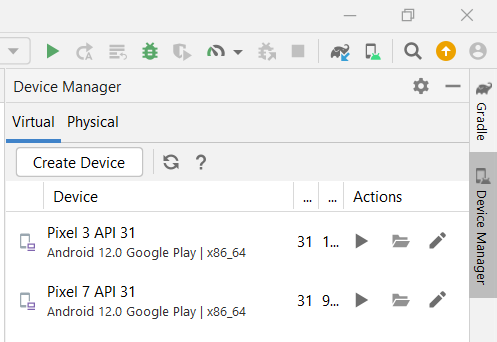 Device Manager
Virtual Physical
Create Device ?
Device ... ... Actions
Pixel 3 API 31
Android 12.0 Google Play | x86_64
31 1...
Pixel 7 API 31
Android 12.0 Google Play | x86_64
31 9...
Gradle
Device Manager